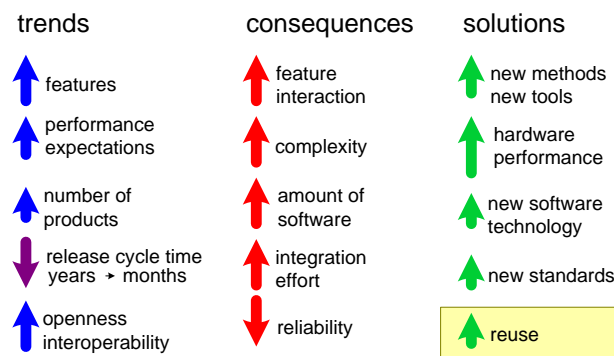 trends
features
performance
expectations
number of
products
release cycle time
years → months
openness
interoperability
consequences
feature
interaction
complexity
amount of
software
integration
effort
reliability
solutions
new methods
new tools
hardware
performance
new software
technology
new standards
reuse